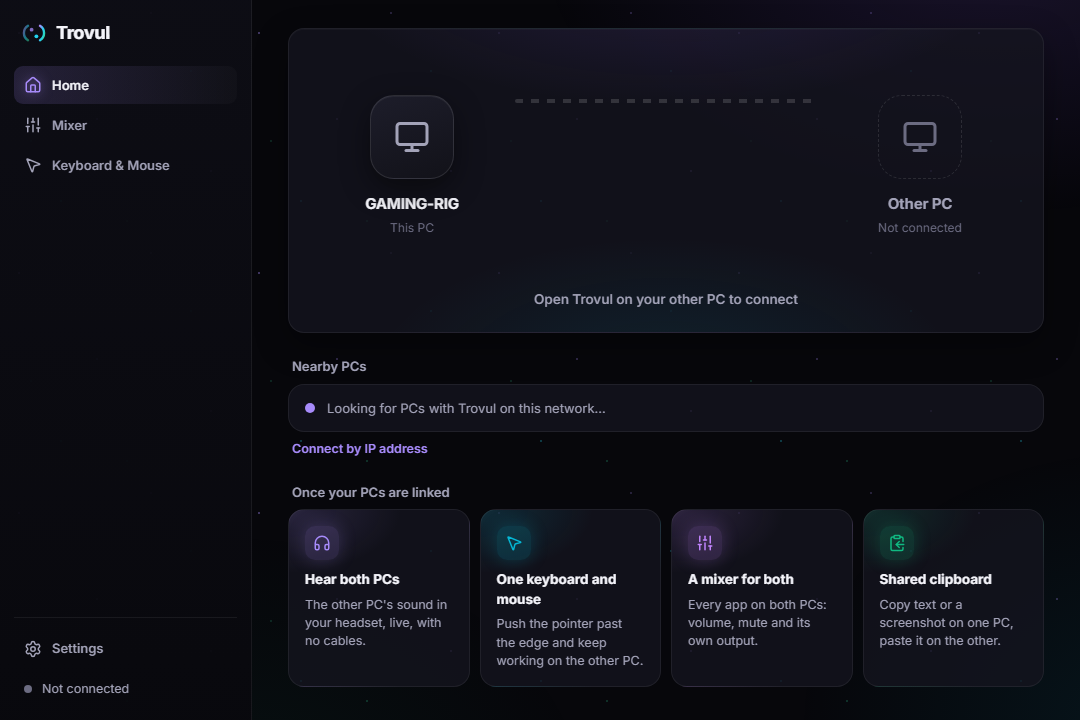 Trovul
Home
Mixer
Keyboard & Mouse
Settings
Not connected
GAMING-RIG
This PC
Other PC
Not connected
Open Trovul on your other PC to connect
Nearby PCs
Looking for PCs with Trovul on this network...
Connect by IP address
Once your PCs are linked
Hear both PCs
The other PC's sound in
your headset, live, with
no cables.
One keyboard and
mouse
Push the pointer past
the edge and keep
working on the other PC.
A mixer for both
Every app on both PCs:
volume, mute and its
own output.
Shared clipboard
Copy text or a
screenshot on one PC,
paste it on the other.